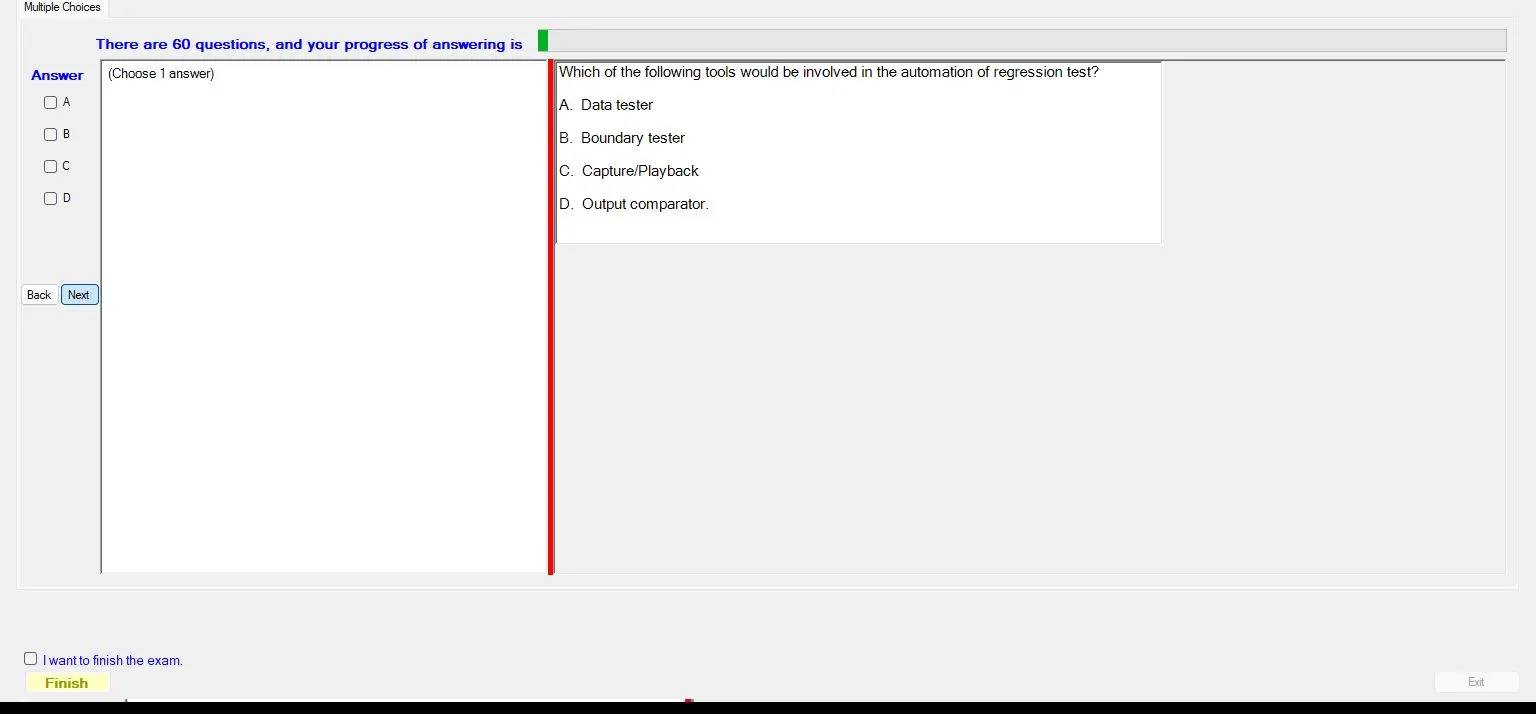 Multiple Choices
There are 60 questions, and your progress of answering is
Answer
A
B
C
D
Back Next
(Choose 1 answer)
Which of the following tools would be involved in the automation of regression test?
A. Data tester
B. Boundary tester
C. Capture/Playback
D. Output comparator.
I want to finish the exam.
Finish
Exit